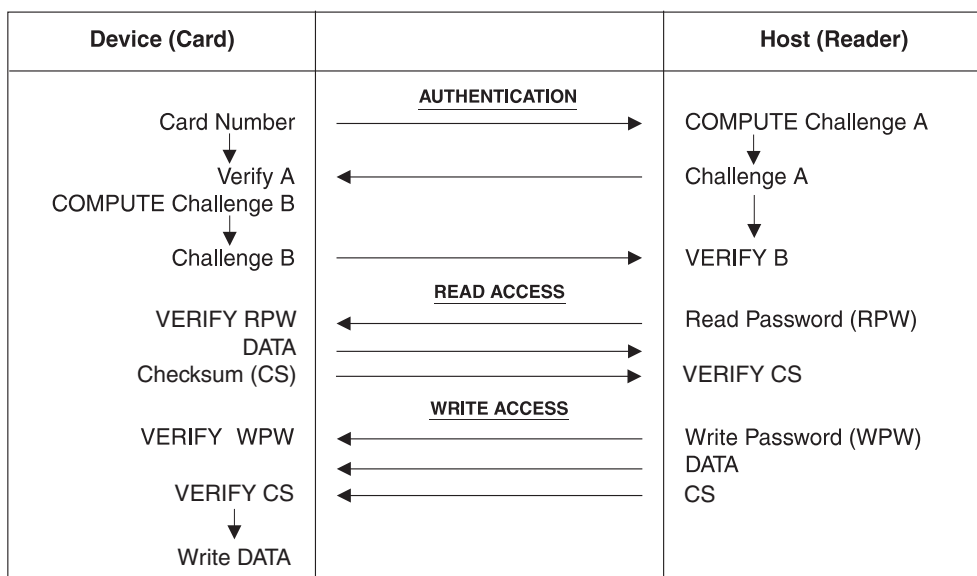 Device (Card) Host (Reader)
AUTHENTICATION
Card Number COMPUTE Challenge A
Verify A Challenge A
COMPUTE Challenge B
Challenge B VERIFY B
READ ACCESS
VERIFY RPW Read Password (RPW)
DATA
Checksum (CS) VERIFY CS
WRITE ACCESS
VERIFY WPW Write Password (WPW)
DATA
VERIFY CS CS
Write DATA